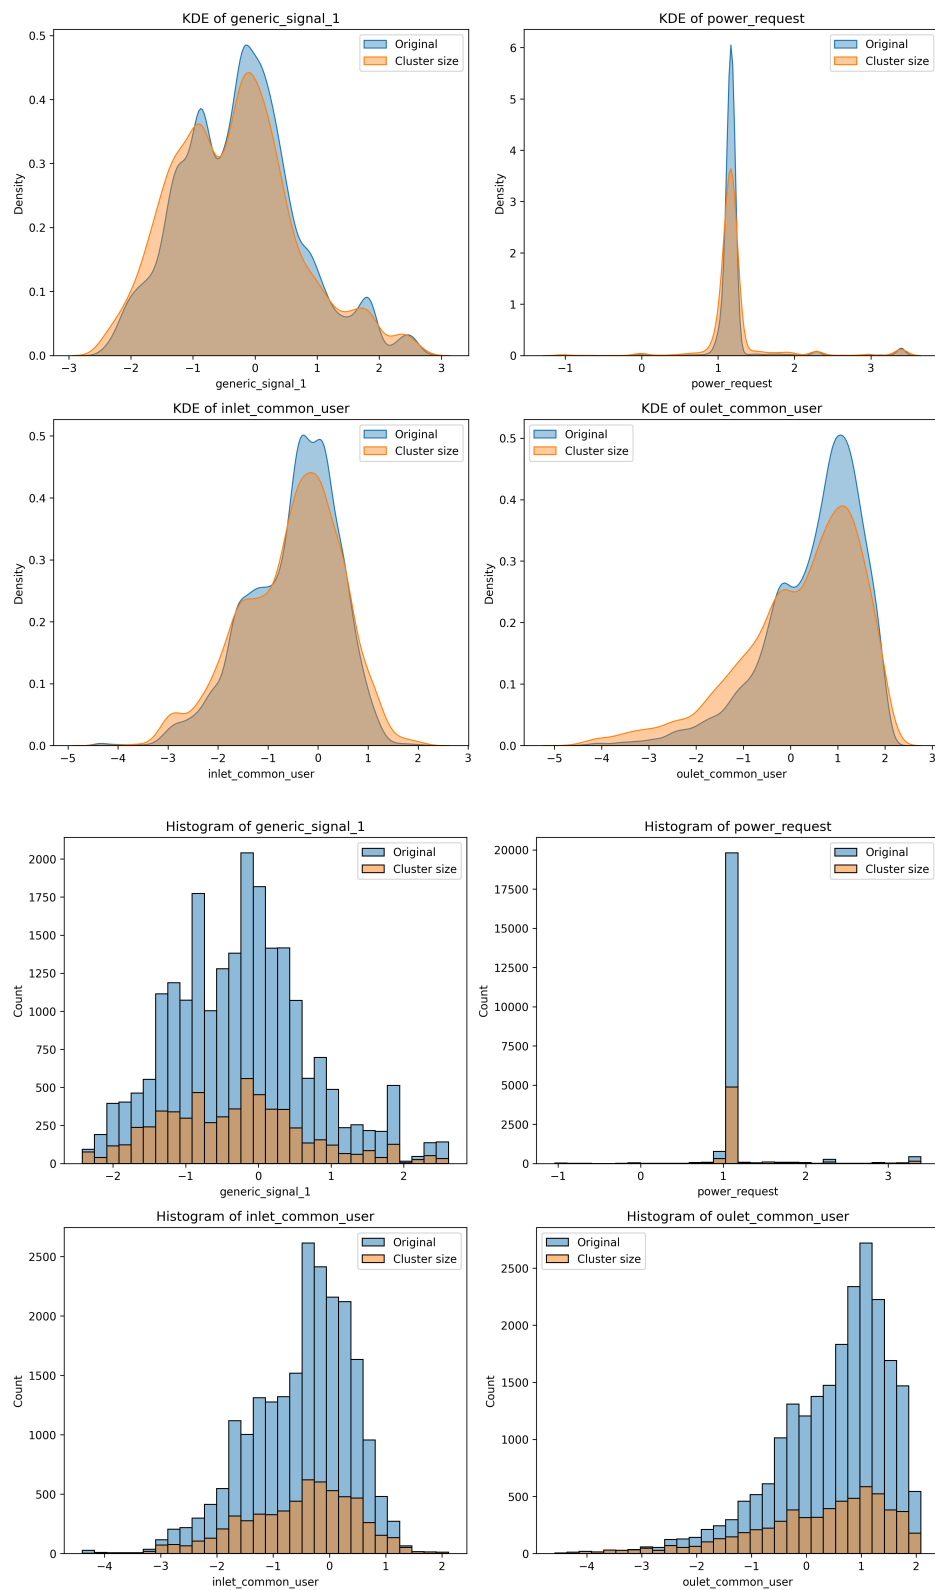 KDE of generic_signal_1
Original
Cluster size
Density
0.5
0.4
0.3
0.2
0.1
0.0
−3 −2 −1 0 1 2 3
generic_signal_1
KDE of power_request
Original
Cluster size
Density
6
5
4
3
2
1
0
−1 0 1 2 3
power_request
KDE of inlet_common_user
Original
Cluster size
Density
0.5
0.4
0.3
0.2
0.1
0.0
−5 −4 −3 −2 −1 0 1 2 3
inlet_common_user
KDE of oulet_common_user
Original
Cluster size
Density
0.5
0.4
0.3
0.2
0.1
0.0
−5 −4 −3 −2 −1 0 1 2 3
oulet_common_user
Histogram of generic_signal_1
Original
Cluster size
Count
2000
1750
1500
1250
1000
750
500
250
0
−2 −1 0 1 2
generic_signal_1
Histogram of power_request
Original
Cluster size
Count
20000
17500
15000
12500
10000
7500
5000
2500
0
−1 0 1 2 3
power_request
Histogram of inlet_common_user
Original
Cluster size
Count
2500
2000
1500
1000
500
0
−4 −3 −2 −1 0 1 2
inlet_common_user
Histogram of oulet_common_user
Original
Cluster size
Count
2500
2000
1500
1000
500
0
−4 −3 −2 −1 0 1 2
oulet_common_user